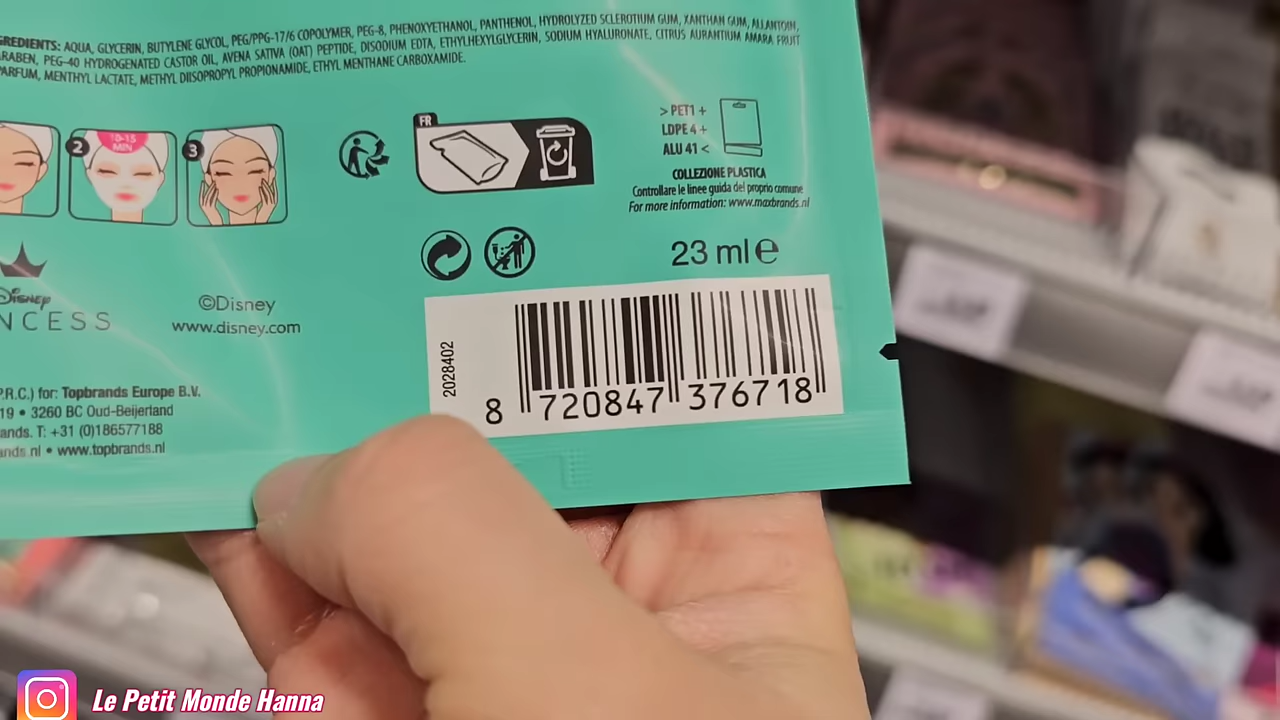 GREDIENTS: AQUA, GLYCERIN, BUTYLENE GLYCOL, PEG/PPG-17/6 COPOLYMER, PEG-8, PHENOXYETHANOL, PANTHENOL, HYDROLYZED SCLEROTIUM GUM, XANTHAN GUM, ALLANTOIN,
RABEN, PEG-40 HYDROGENATED CASTOR OIL, AVENA SATIVA (OAT) PEPTIDE, DISODIUM EDTA, ETHYLHEXYLGLYCERIN, SODIUM HYALURONATE, CITRUS AURANTIUM AMARA FRUIT
PARFUM, MENTHYL LACTATE, METHYL DIISOPROPYL PROPIONAMIDE, ETHYL MENTHANE CARBOXAMIDE.
2
10-15
MIN
3
FR
> PET1 +
LDPE 4 +
ALU 41 <
COLLEZIONE PLASTICA
Controllare le linee guida del proprio comune
For more information: www.maxbrands.nl
23 ml e
Disney
NCESS
©Disney
www.disney.com
P.R.C.) for: Topbrands Europe B.V.
19 • 3260 BC Oud-Beijerland
ands. T: +31 (0)186577188
ands.nl • www.topbrands.nl
2028402
8 720847 376718
Le Petit Monde Hanna